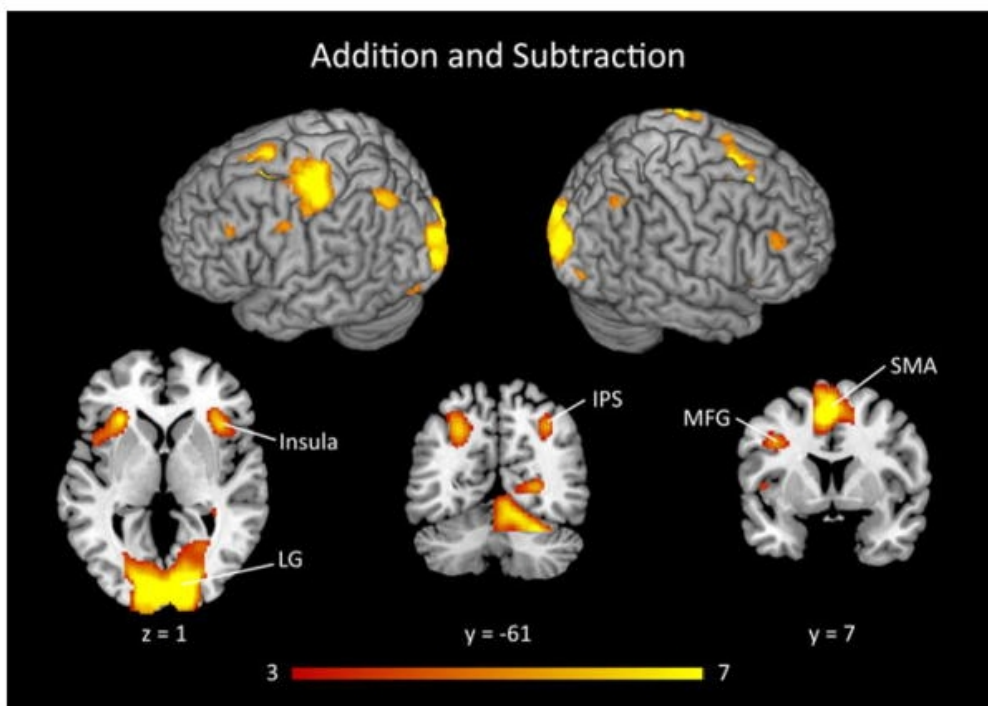 Addition and Subtraction
SMA
IPS
MFG
Insula
LG
z = 1
y = -61
y = 7
3
7